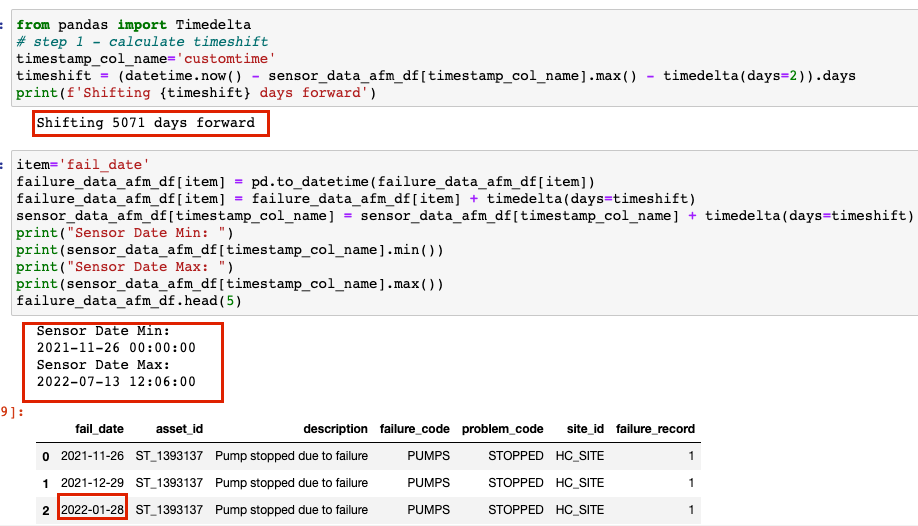 from pandas import Timedelta
# step 1 - calculate timeshift
timestamp_col_name='customtime'
timeshift = (datetime.now() - sensor_data_afm_df[timestamp_col_name].max() - timedelta(days=2)).days
print(f'Shifting {timeshift} days forward')
Shifting 5071 days forward
item='fail_date'
failure_data_afm_df[item] = pd.to_datetime(failure_data_afm_df[item])
failure_data_afm_df[item] = failure_data_afm_df[item] + timedelta(days=timeshift)
sensor_data_afm_df[timestamp_col_name] = sensor_data_afm_df[timestamp_col_name] + timedelta(days=timeshift)
print("Sensor Date Min: ")
print(sensor_data_afm_df[timestamp_col_name].min())
print("Sensor Date Max: ")
print(sensor_data_afm_df[timestamp_col_name].max())
failure_data_afm_df.head(5)
Sensor Date Min:
2021-11-26 00:00:00
Sensor Date Max:
2022-07-13 12:06:00
9]:
fail_date asset_id description failure_code problem_code site_id failure_record
0 2021-11-26 ST_1393137 Pump stopped due to failure PUMPS STOPPED HC_SITE 1
1 2021-12-29 ST_1393137 Pump stopped due to failure PUMPS STOPPED HC_SITE 1
2 2022-01-28 ST_1393137 Pump stopped due to failure PUMPS STOPPED HC_SITE 1